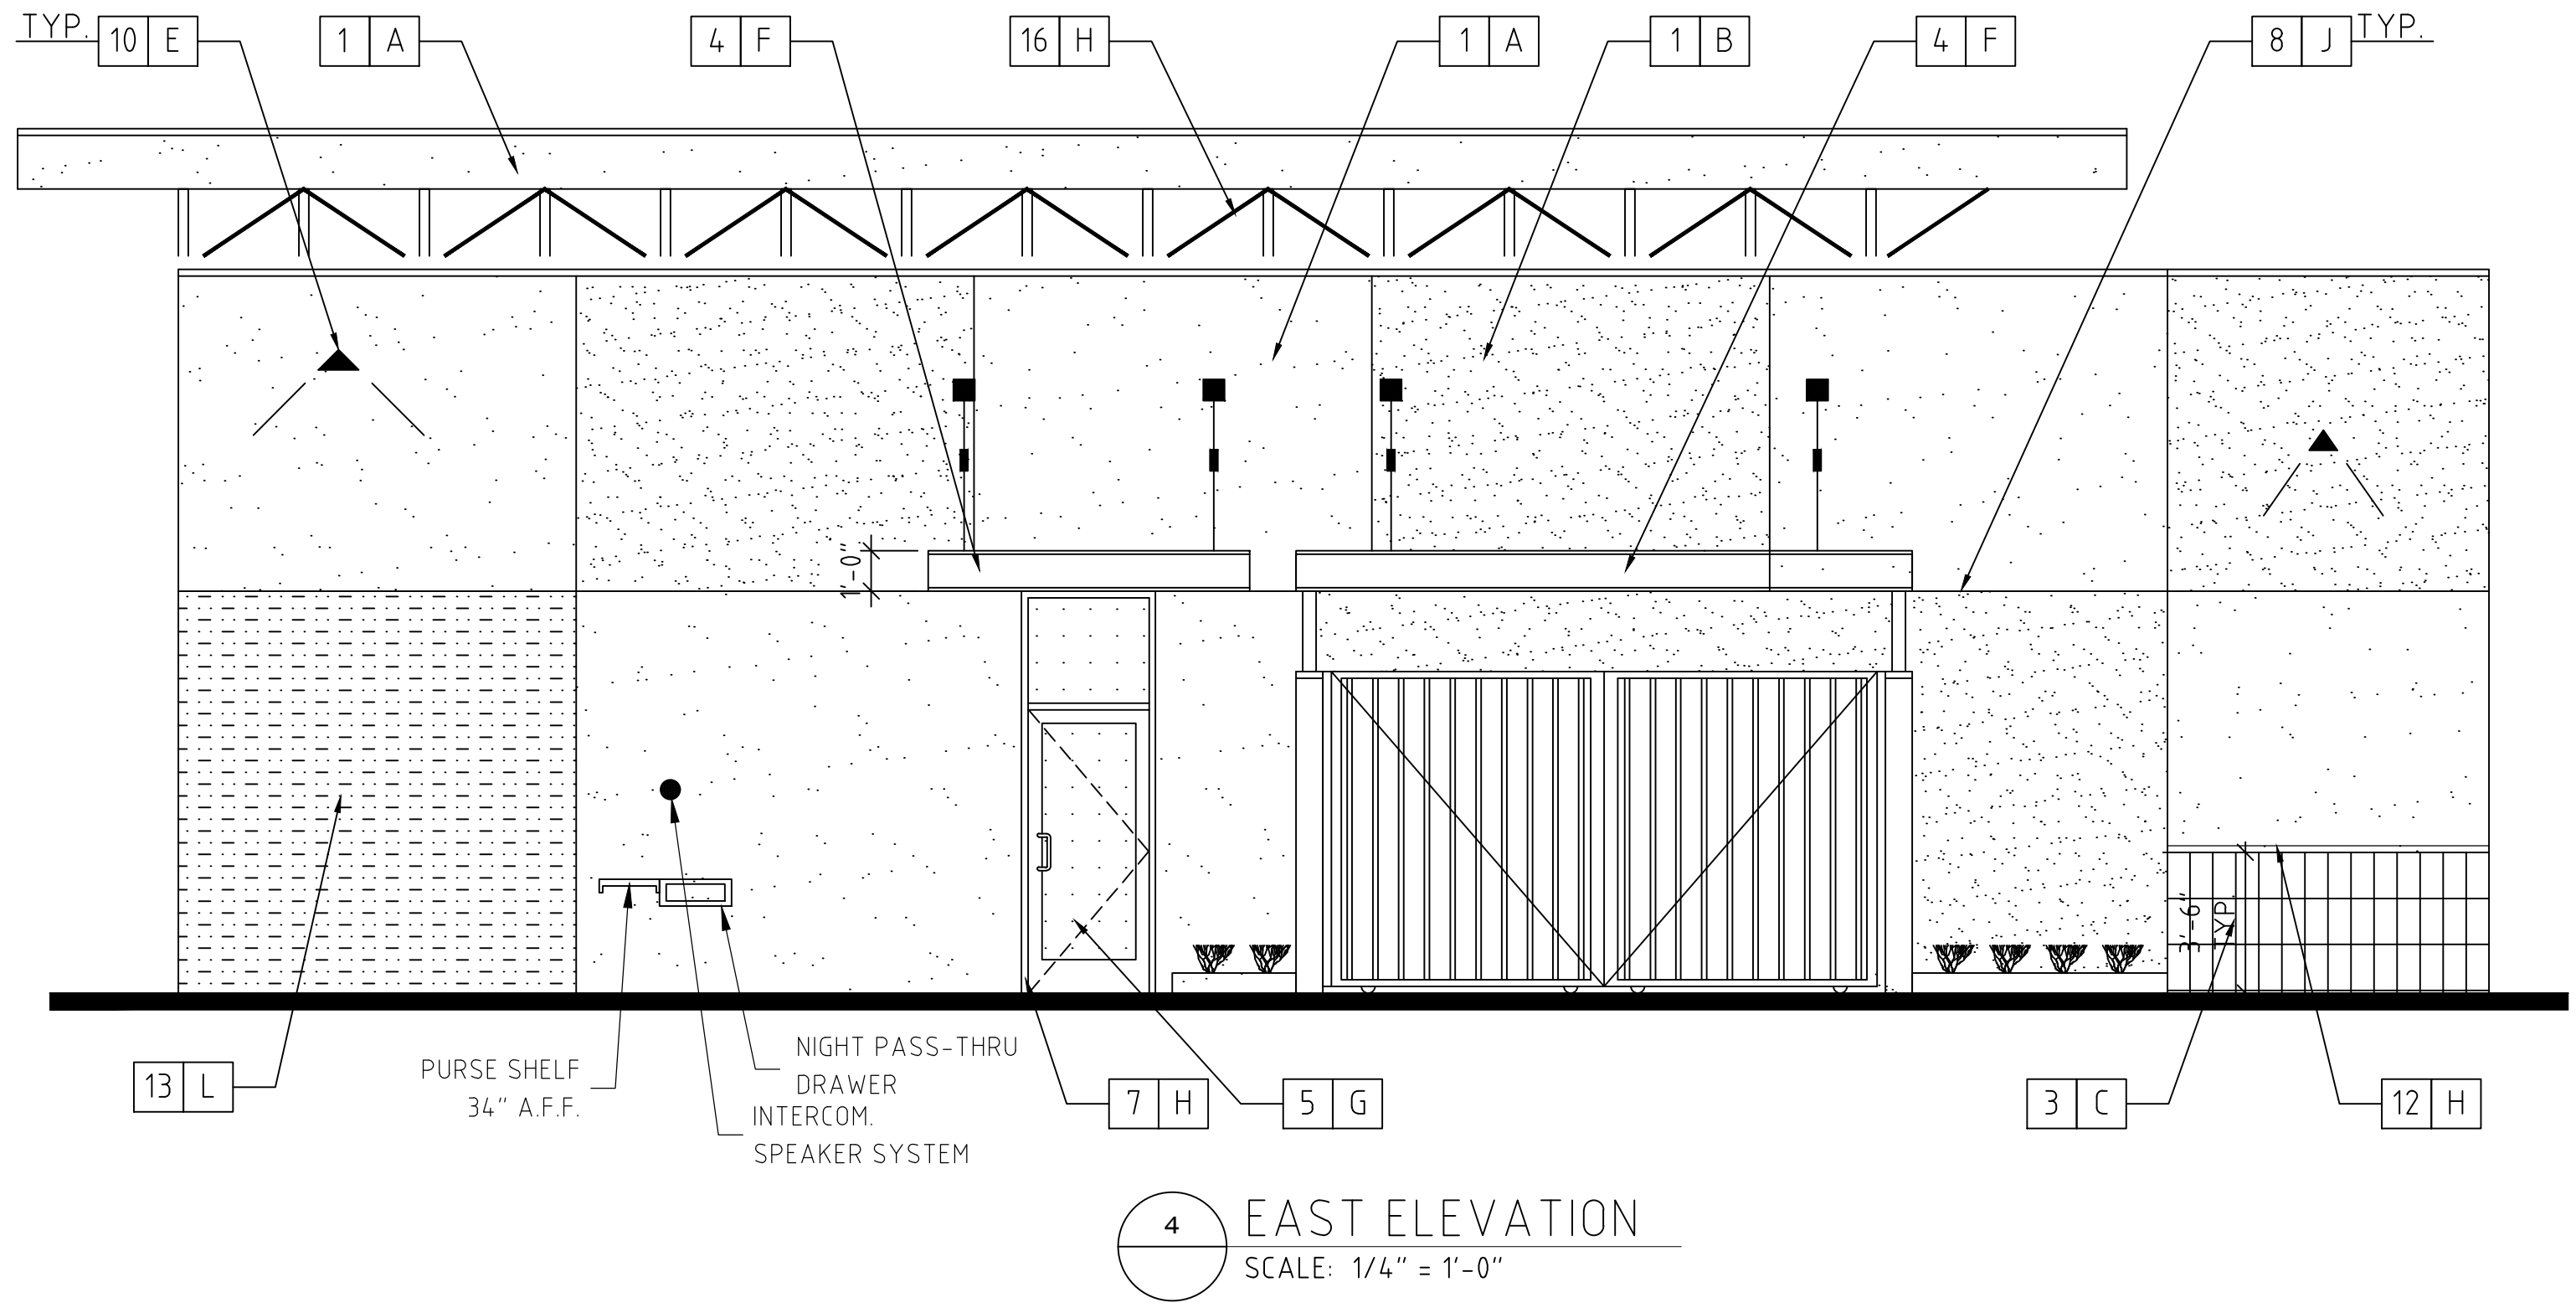 TYP. 10 E 1 A 4 F 16 H 1 A 1 B 4 F 8 J TYP.
1'-0"
3'-6"
TYP.
13 L
PURSE SHELF
34" A.F.F.
NIGHT PASS-THRU
DRAWER
INTERCOM.
SPEAKER SYSTEM
7 H 5 G 3 C 12 H
4 EAST ELEVATION
SCALE: 1/4" = 1'-0"